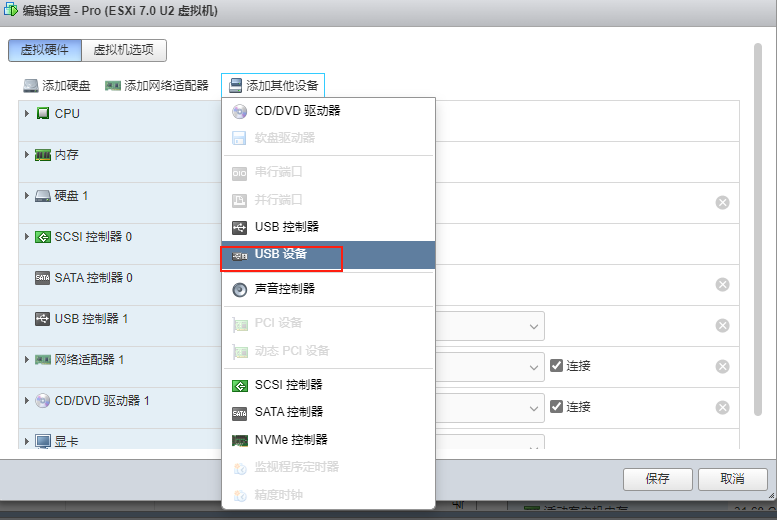 编辑设置 - Pro (ESXi 7.0 U2 虚拟机)
虚拟硬件 虚拟机选项
添加硬盘 添加网络适配器 添加其他设备
CPU
内存
硬盘 1
SCSI 控制器 0
SATA 控制器 0
USB 控制器 1
网络适配器 1
CD/DVD 驱动器 1
显卡
CD/DVD 驱动器
软盘驱动器
串行端口
并行端口
USB 控制器
USB 设备
声音控制器
PCI 设备
动态 PCI 设备
SCSI 控制器
SATA 控制器
NVMe 控制器
监视程序定时器
精度时钟
连接
连接
保存 取消